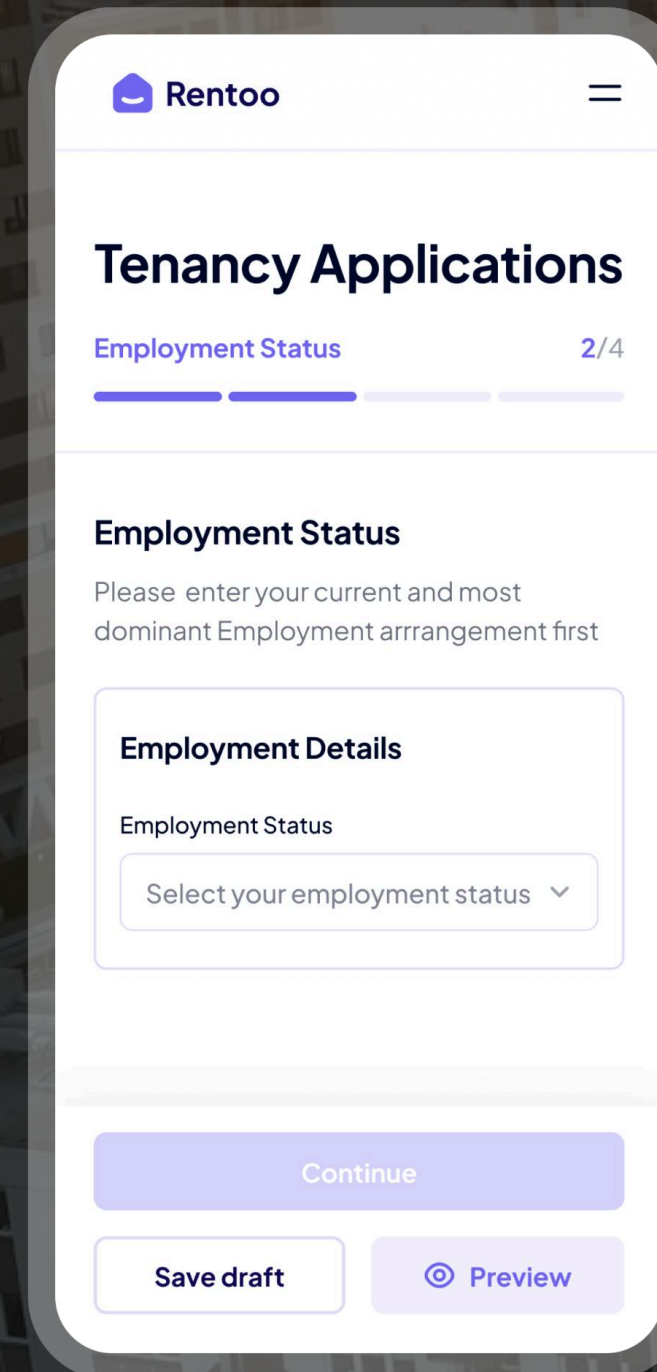 Rentoo
Tenancy Applications
Employment Status 2/4
Employment Status
Please enter your current and most
dominant Employment arrrangement first
Employment Details
Employment Status
Select your employment status
Continue
Save draft
Preview